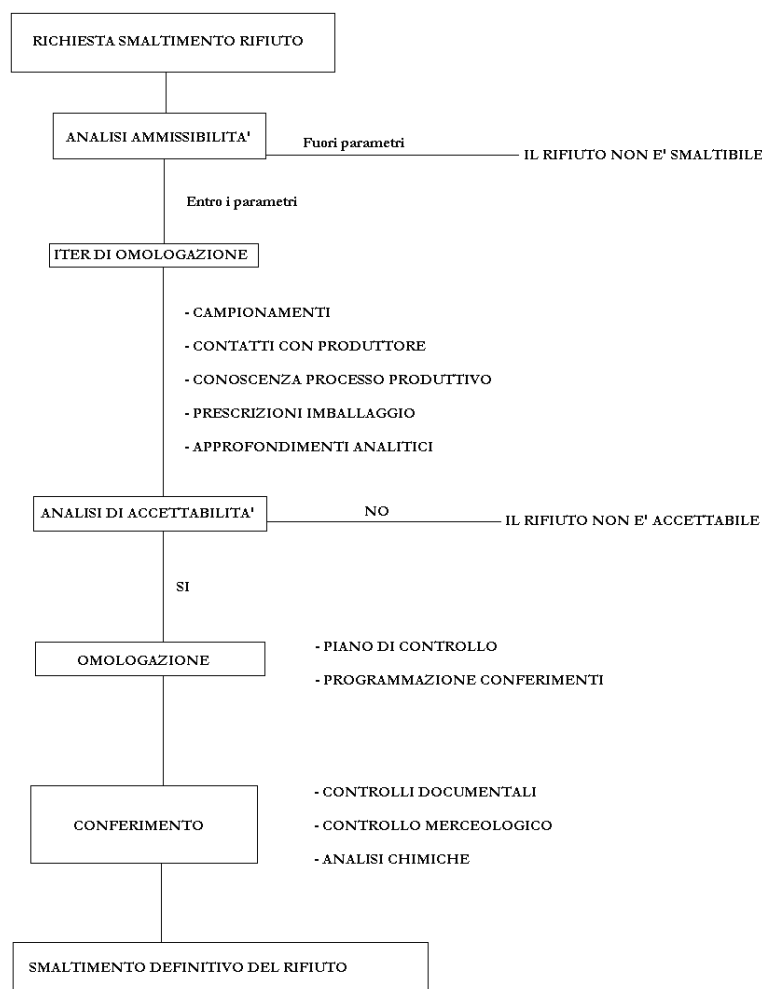 RICHIESTA SMALTIMENTO RIFIUTO
ANALISI AMMISSIBILITA'
Fuori parametri
IL RIFIUTO NON E' SMALTIBILE
Entro i parametri
ITER DI OMOLOGAZIONE
- CAMPIONAMENTI
- CONTATTI CON PRODUTTORE
- CONOSCENZA PROCESSO PRODUTTIVO
- PRESCRIZIONI IMBALLAGGIO
- APPROFONDIMENTI ANALITICI
ANALISI DI ACCETTABILITA'
NO
IL RIFIUTO NON E' ACCETTABILE
SI
OMOLOGAZIONE
- PIANO DI CONTROLLO
- PROGRAMMAZIONE CONFERIMENTI
CONFERIMENTO
- CONTROLLI DOCUMENTALI
- CONTROLLO MERCEOLOGICO
- ANALISI CHIMICHE
SMALTIMENTO DEFINITIVO DEL RIFIUTO